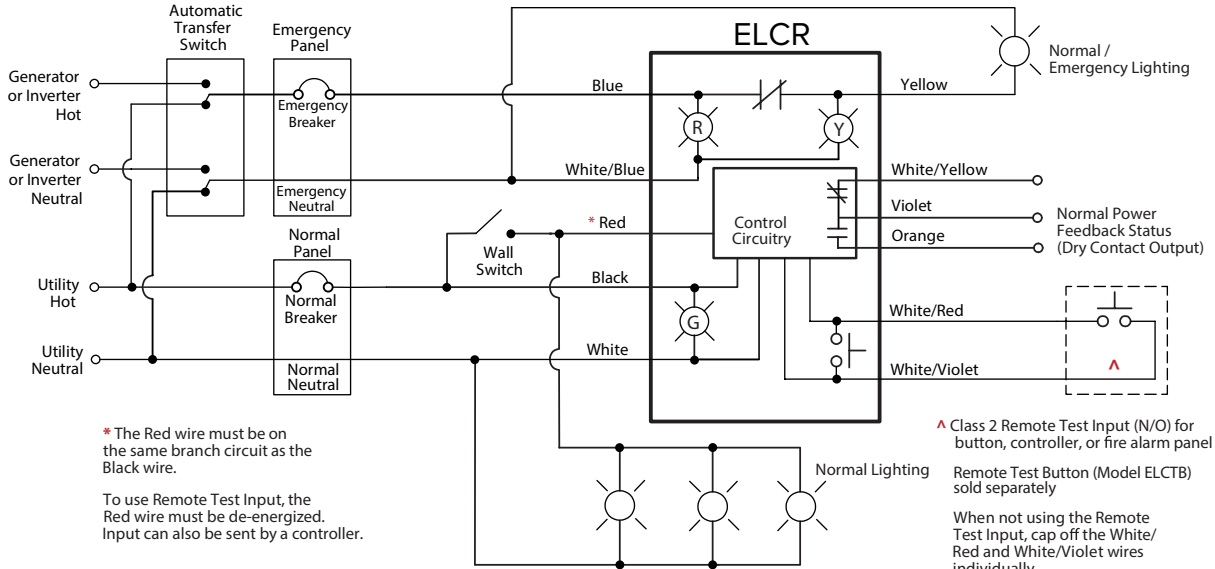 Automatic
Transfer
Switch
Emergency
Panel
ELCR
Normal /
Emergency Lighting
Generator
or Inverter
Hot
Blue
Yellow
Emergency
Breaker
R
Y
Generator
or Inverter
Neutral
White/Blue
White/Yellow
Emergency
Neutral
Violet
Normal Power
Feedback Status
(Dry Contact Output)
* Red
Control
Circuitry
Orange
Normal
Panel
Wall
Switch
Utility
Hot
Normal
Breaker
Black
G
White/Red
Utility
Neutral
White
White/Violet
^
Normal
Neutral
* The Red wire must be on
the same branch circuit as the
Black wire.
To use Remote Test Input, the
Red wire must be de-energized.
Input can also be sent by a controller.
Normal Lighting
^ Class 2 Remote Test Input (N/O) for
button, controller, or fire alarm panel
Remote Test Button (Model ELCTB)
sold separately
When not using the Remote
Test Input, cap off the White/
Red and White/Violet wires
individually